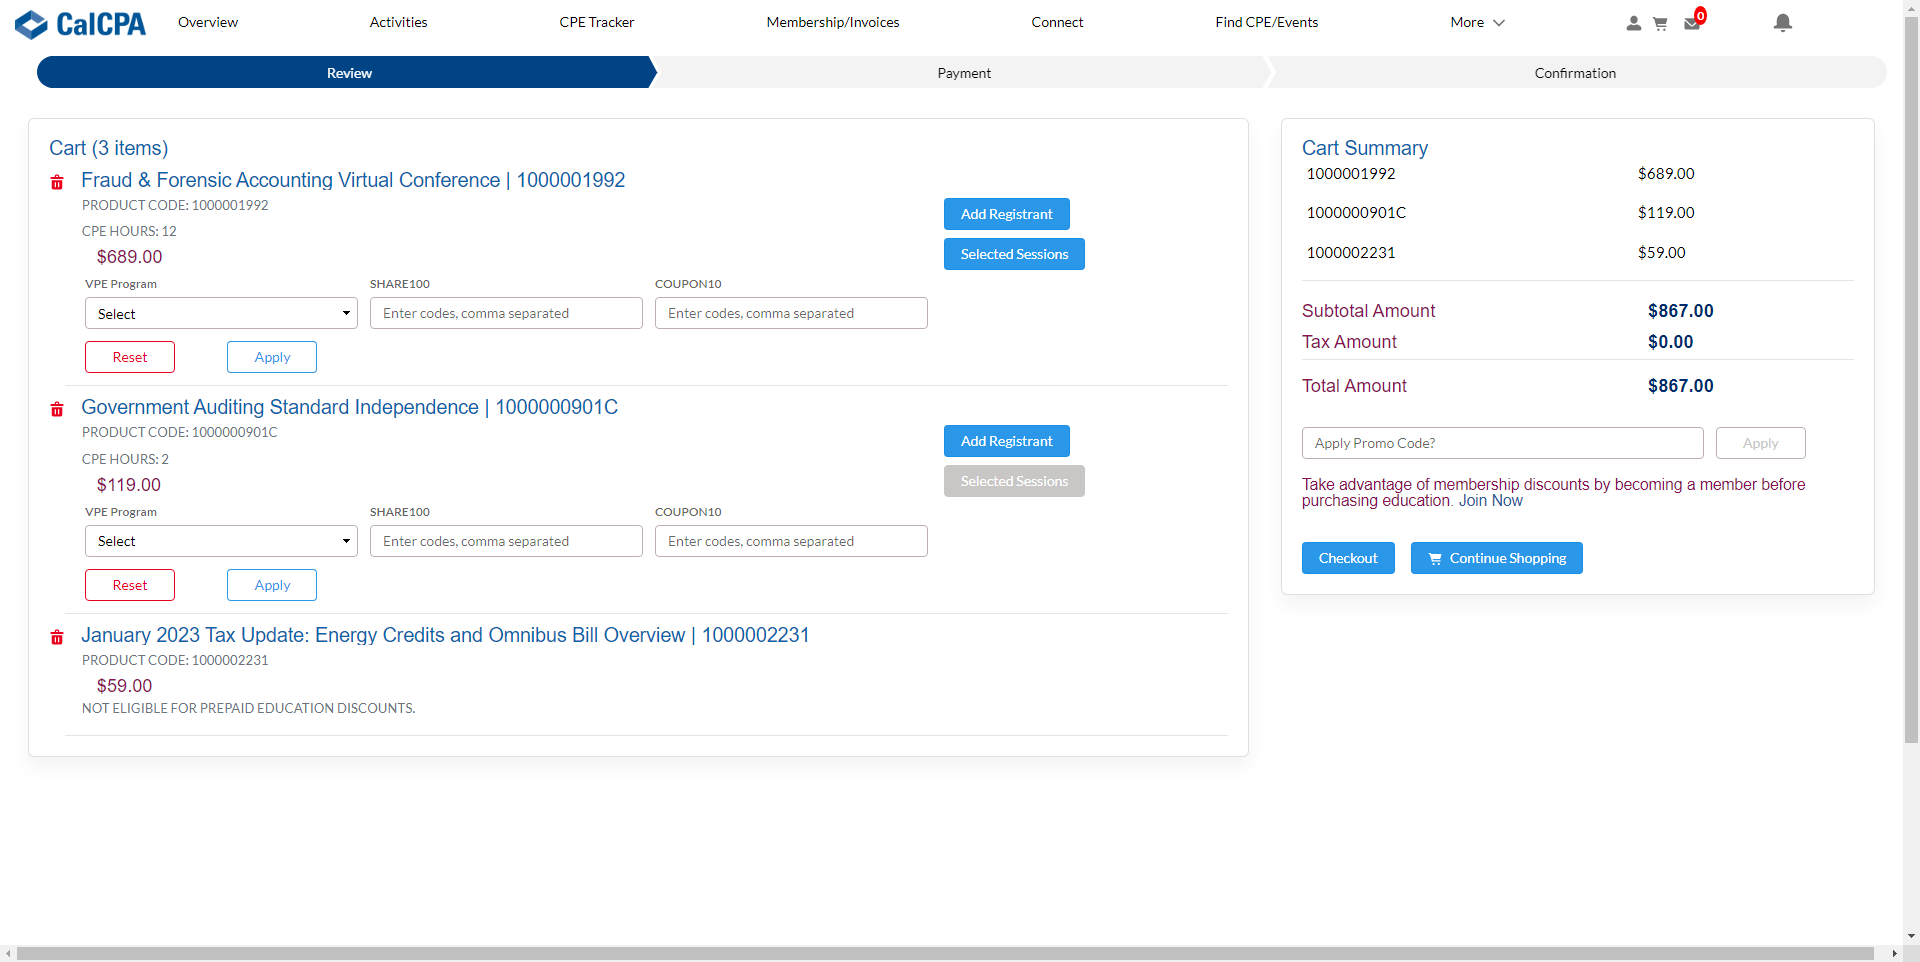 CalCPA
Overview
Activities
CPE Tracker
Membership/Invoices
Connect
Find CPE/Events
More
0
Review
Payment
Confirmation
Cart (3 items)
Fraud & Forensic Accounting Virtual Conference | 1000001992
PRODUCT CODE: 1000001992
CPE HOURS: 12
$689.00
Add Registrant
Selected Sessions
VPE Program
SHARE100
COUPON10
Select
Enter codes, comma separated
Enter codes, comma separated
Reset
Apply
Government Auditing Standard Independence | 1000000901C
PRODUCT CODE: 1000000901C
CPE HOURS: 2
$119.00
Add Registrant
Selected Sessions
VPE Program
SHARE100
COUPON10
Select
Enter codes, comma separated
Enter codes, comma separated
Reset
Apply
January 2023 Tax Update: Energy Credits and Omnibus Bill Overview | 1000002231
PRODUCT CODE: 1000002231
$59.00
NOT ELIGIBLE FOR PREPAID EDUCATION DISCOUNTS.
Cart Summary
1000001992 $689.00
1000000901C $119.00
1000002231 $59.00
Subtotal Amount $867.00
Tax Amount $0.00
Total Amount $867.00
Apply Promo Code?
Apply
Take advantage of membership discounts by becoming a member before
purchasing education. Join Now
Checkout
Continue Shopping